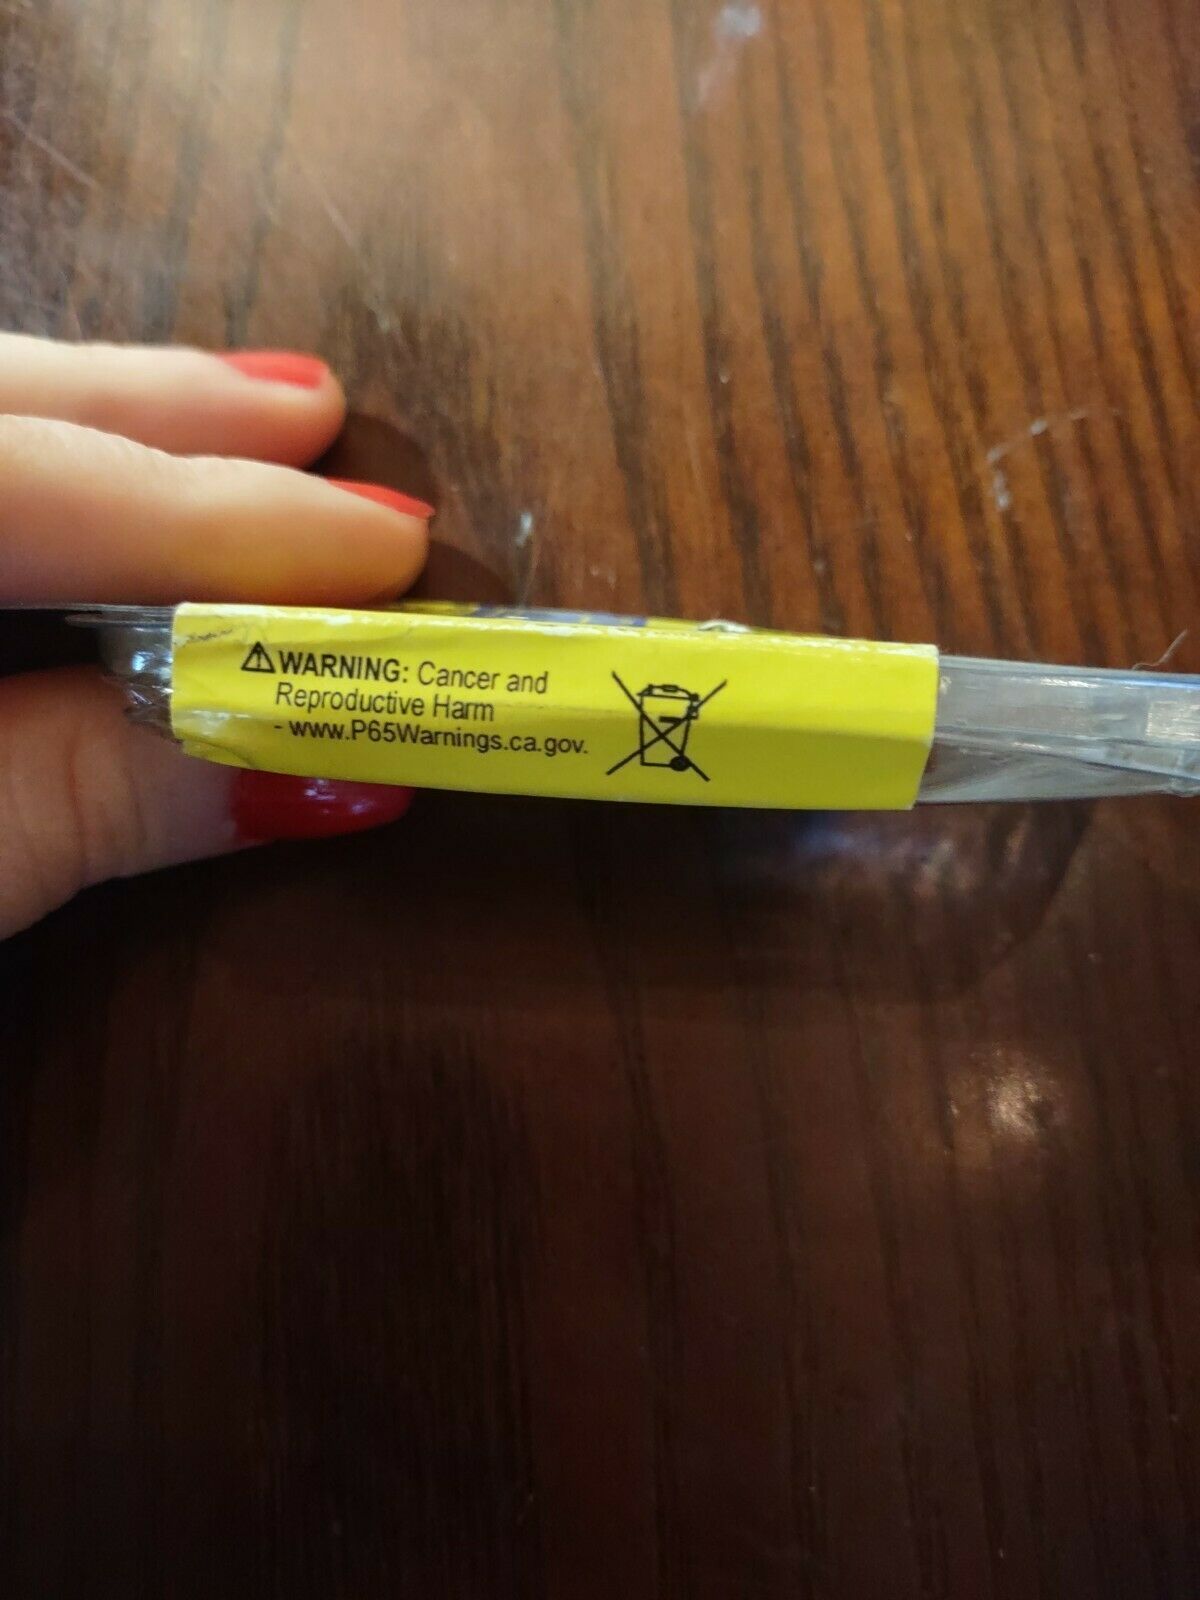 ⚠WARNING: Cancer and
Reproductive Harm
- www.P65Warnings.ca.gov.